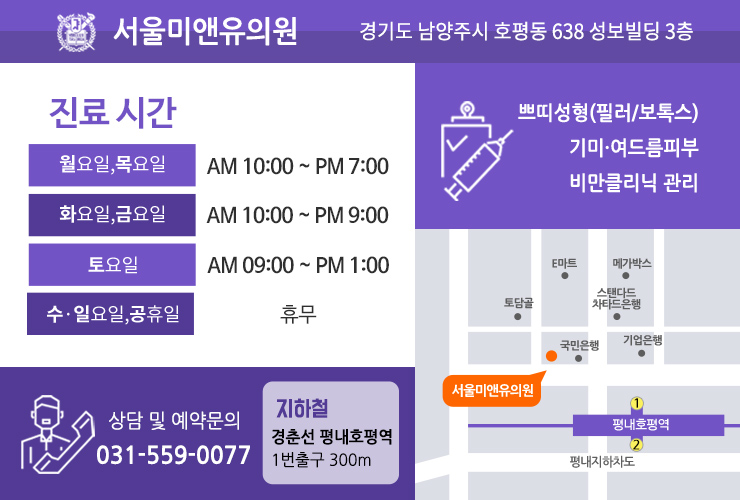 서울미앤유의원
경기도 남양주시 호평동 638 성보빌딩 3층
진료 시간
월요일,목요일 AM 10:00 ~ PM 7:00
화요일,금요일 AM 10:00 ~ PM 9:00
토요일 AM 09:00 ~ PM 1:00
수·일요일,공휴일 휴무
쁘띠성형(필러/보톡스)
기미·여드름피부
비만클리닉 관리
상담 및 예약문의
031-559-0077
지하철
경춘선 평내호평역
1번출구 300m
E마트
메가박스
토담골
스탠다드
차타드은행
국민은행
기업은행
서울미앤유의원
1
평내호평역
2
평내지하차도